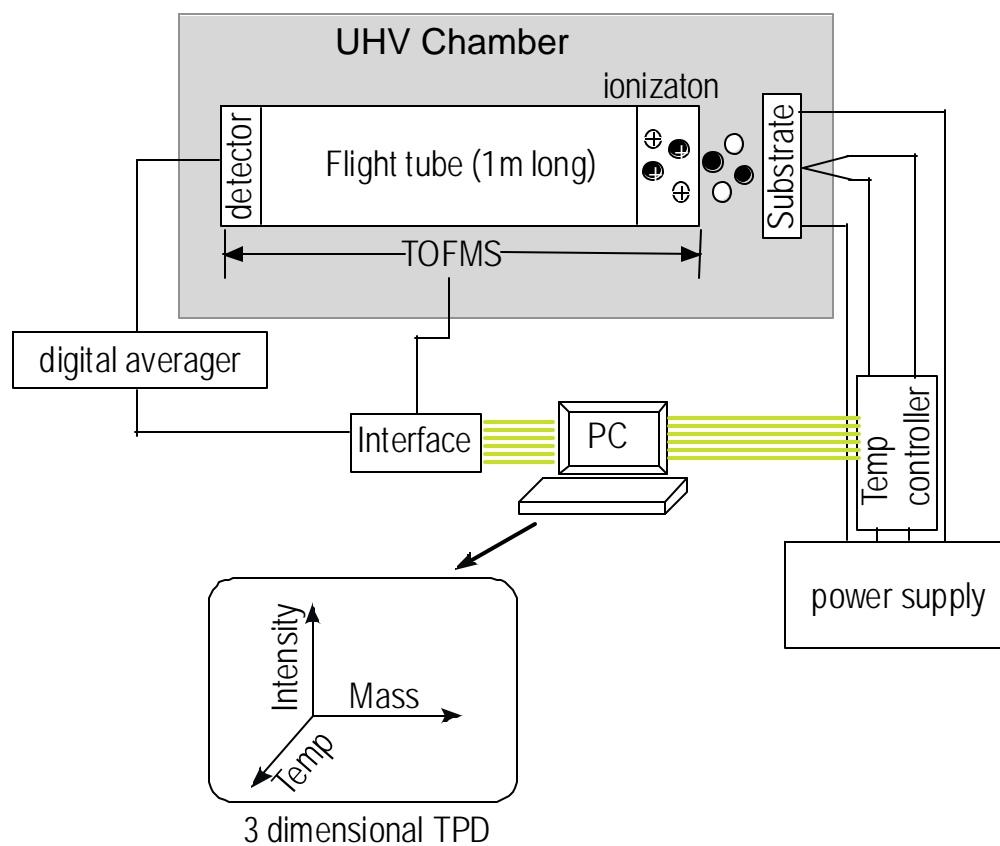 UHV Chamber
ionizaton
detector
Flight tube (1m long)
Substrate
TOFMS
digital averager
Interface
PC
Temp
controller
power supply
Intensity
Mass
Temp
3 dimensional TPD